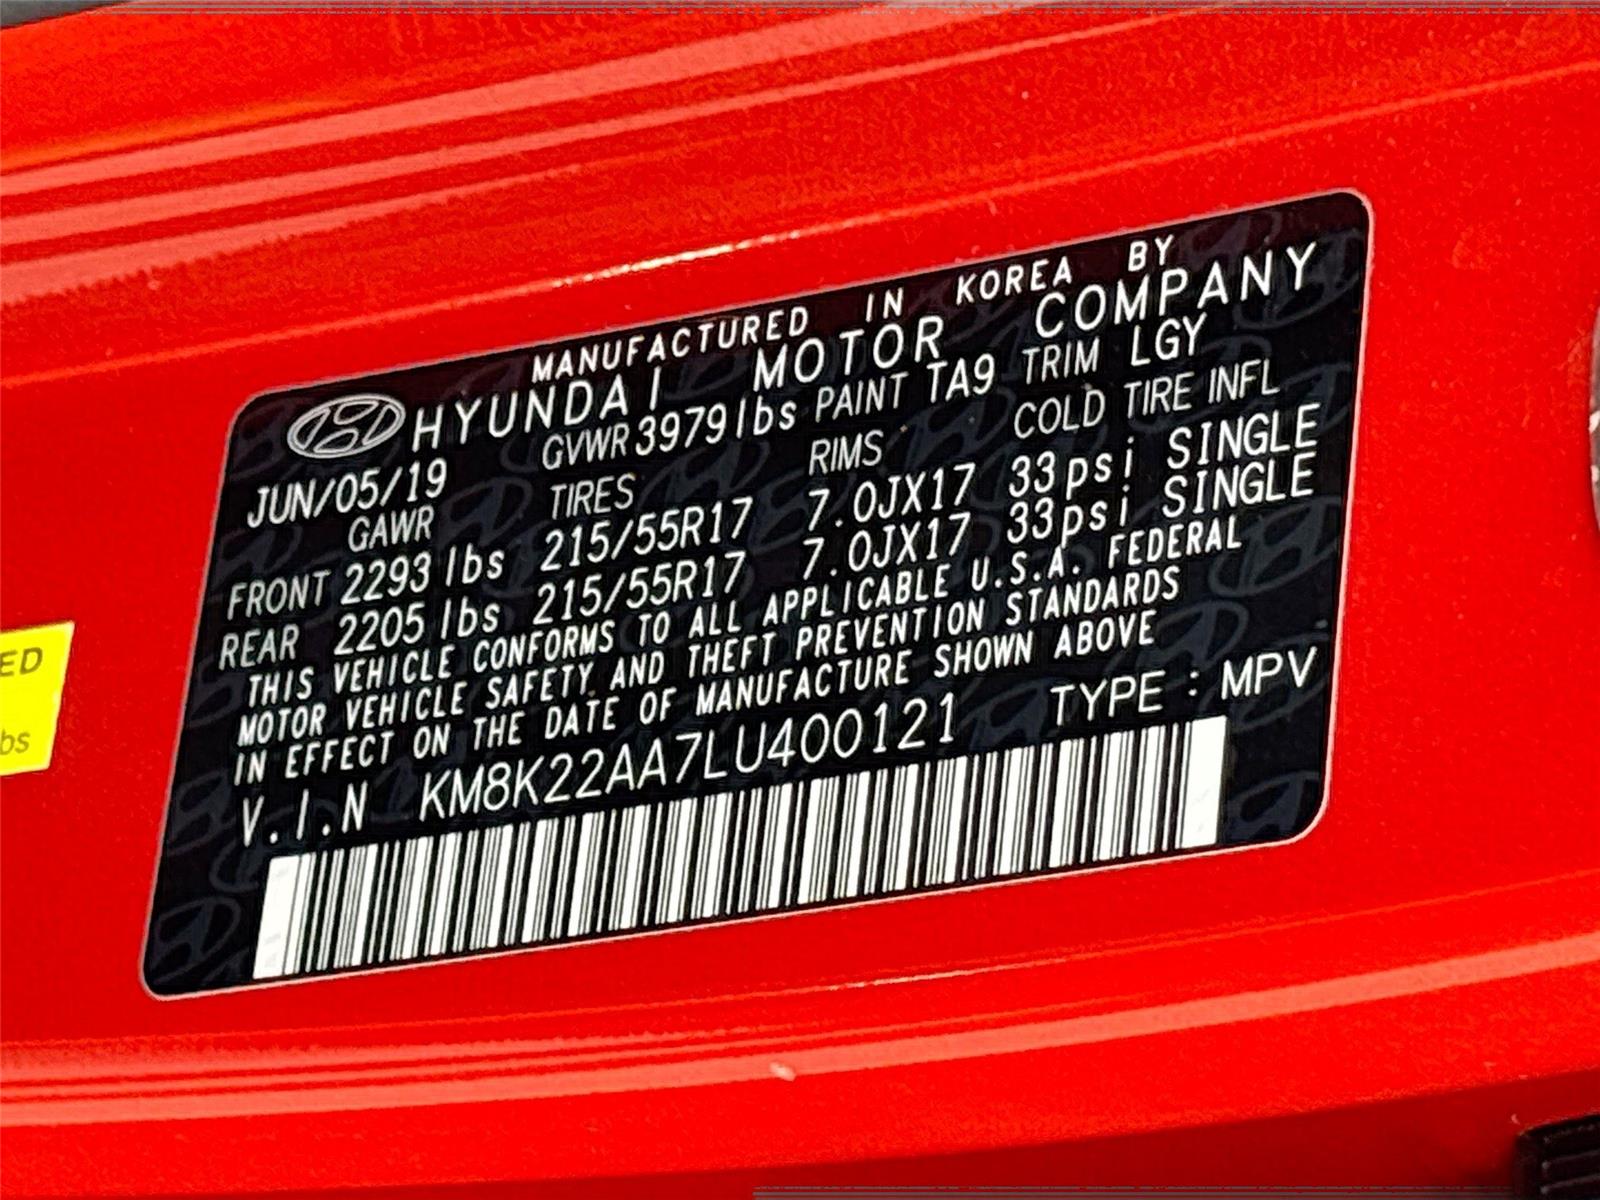 MANUFACTURED IN KOREA BY
HYUNDAI MOTOR COMPANY
JUN/05/19 GVWR 3979 lbs PAINT TA9 TRIM LGY
GAWR TIRES RIMS COLD TIRE INFL
FRONT 2293 lbs 215/55R17 7.0JX17 33psi SINGLE
REAR 2205 lbs 215/55R17 7.0JX17 33psi SINGLE
THIS VEHICLE CONFORMS TO ALL APPLICABLE U.S.A. FEDERAL
MOTOR VEHICLE SAFETY AND THEFT PREVENTION STANDARDS
IN EFFECT ON THE DATE OF MANUFACTURE SHOWN ABOVE
V.I.N KM8K22AA7LU400121 TYPE : MPV
ED
bs